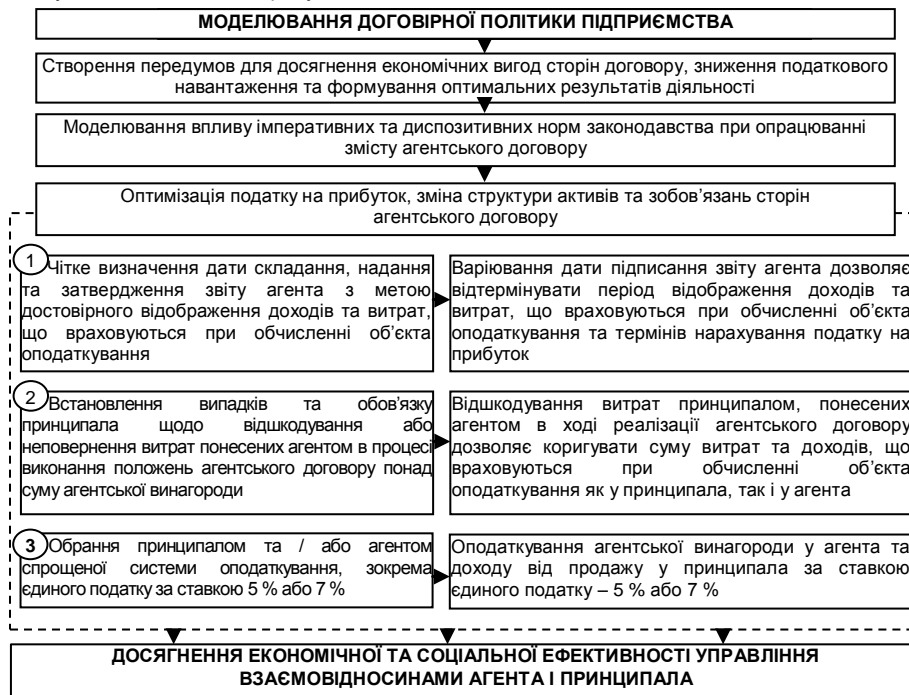 МОДЕЛЮВАННЯ ДОГОВІРНОЇ ПОЛІТИКИ ПІДПРИЄМСТВА
Створення передумов для досягнення економічних вигод сторін договору, зниження податкового
навантаження та формування оптимальних результатів діяльності
Моделювання впливу імперативних та диспозитивних норм законодавства при опрацюванні
змісту агентського договору
Оптимізація податку на прибуток, зміна структури активів та зобов’язань сторін
агентського договору
1
Чітке визначення дати складання, надання
та затвердження звіту агента з метою
достовірного відображення доходів та витрат,
що враховуються при обчисленні об’єкта
оподаткування
Варіювання дати підписання звіту агента дозволяє
відтермінувати період відображення доходів та
витрат, що враховуються при обчисленні об’єкта
оподаткування та термінів нарахування податку на
прибуток
2
Встановлення випадків та обов’язку
принципала щодо відшкодування або
неповернення витрат понесених агентом в процесі
виконання положень агентського договору понад
суму агентської винагороди
Відшкодування витрат принципалом, понесених
агентом в ході реалізації агентського договору
дозволяє коригувати суму витрат та доходів, що
враховуються при обчисленні об’єкта
оподаткування як у принципала, так і у агента
3
Обрання принципалом та / або агентом
спрощеної системи оподаткування, зокрема
єдиного податку за ставкою 5 % або 7 %
Оподаткування агентської винагороди у агента та
доходу від продажу у принципала за ставкою
єдиного податку – 5 % або 7 %
ДОСЯГНЕННЯ ЕКОНОМІЧНОЇ ТА СОЦІАЛЬНОЇ ЕФЕКТИВНОСТІ УПРАВЛІННЯ
ВЗАЄМОВІДНОСИНАМИ АГЕНТА І ПРИНЦИПАЛА